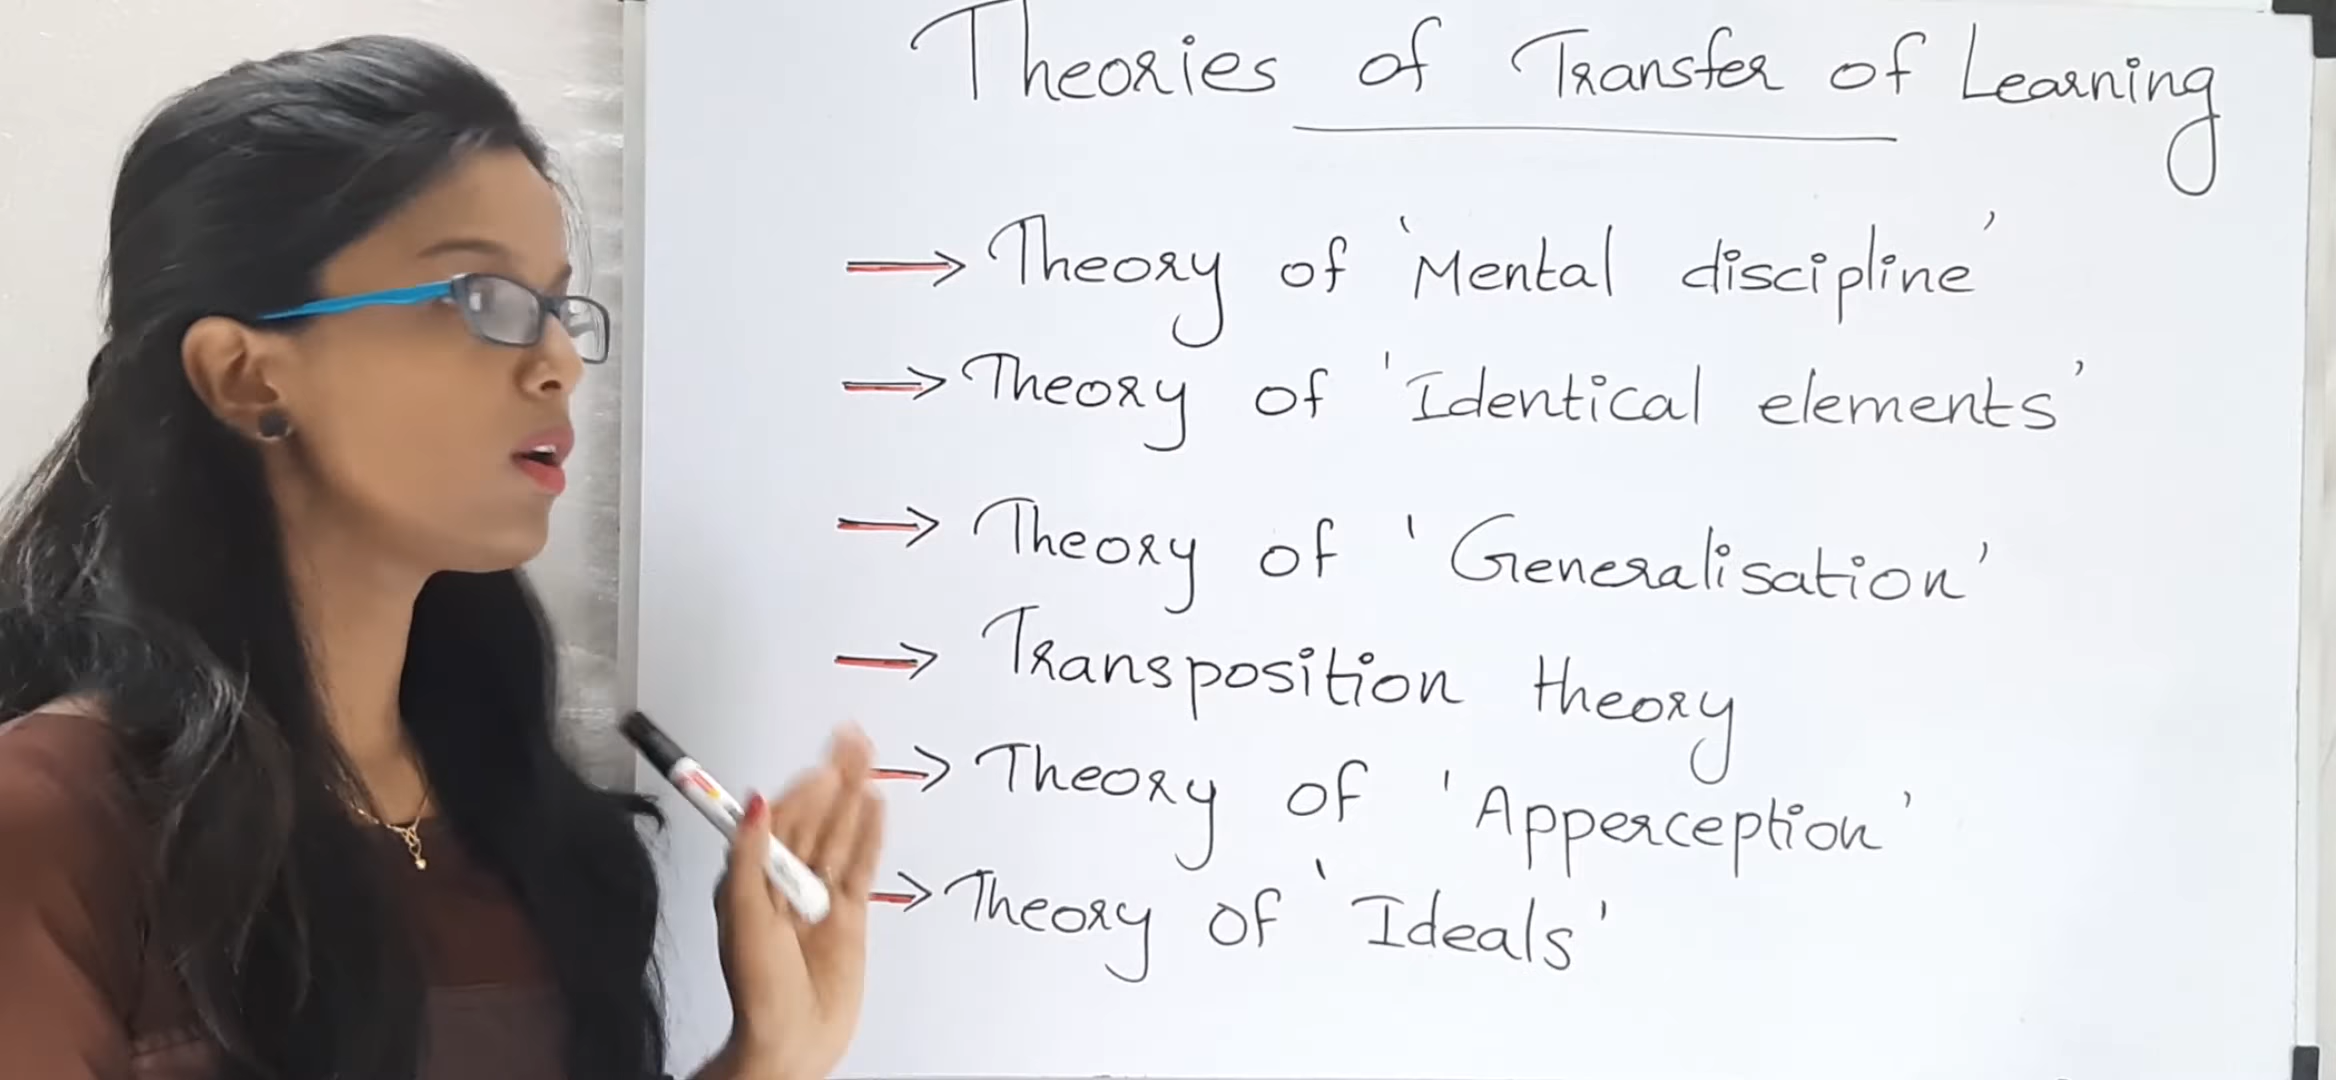 Theories of Transfer of Learning
→ Theory of 'Mental discipline'
→ Theory of 'Identical elements'
→ Theory of 'Generalisation'
→ Transposition theory
→ Theory of 'Apperception'
→ Theory of 'Ideals'